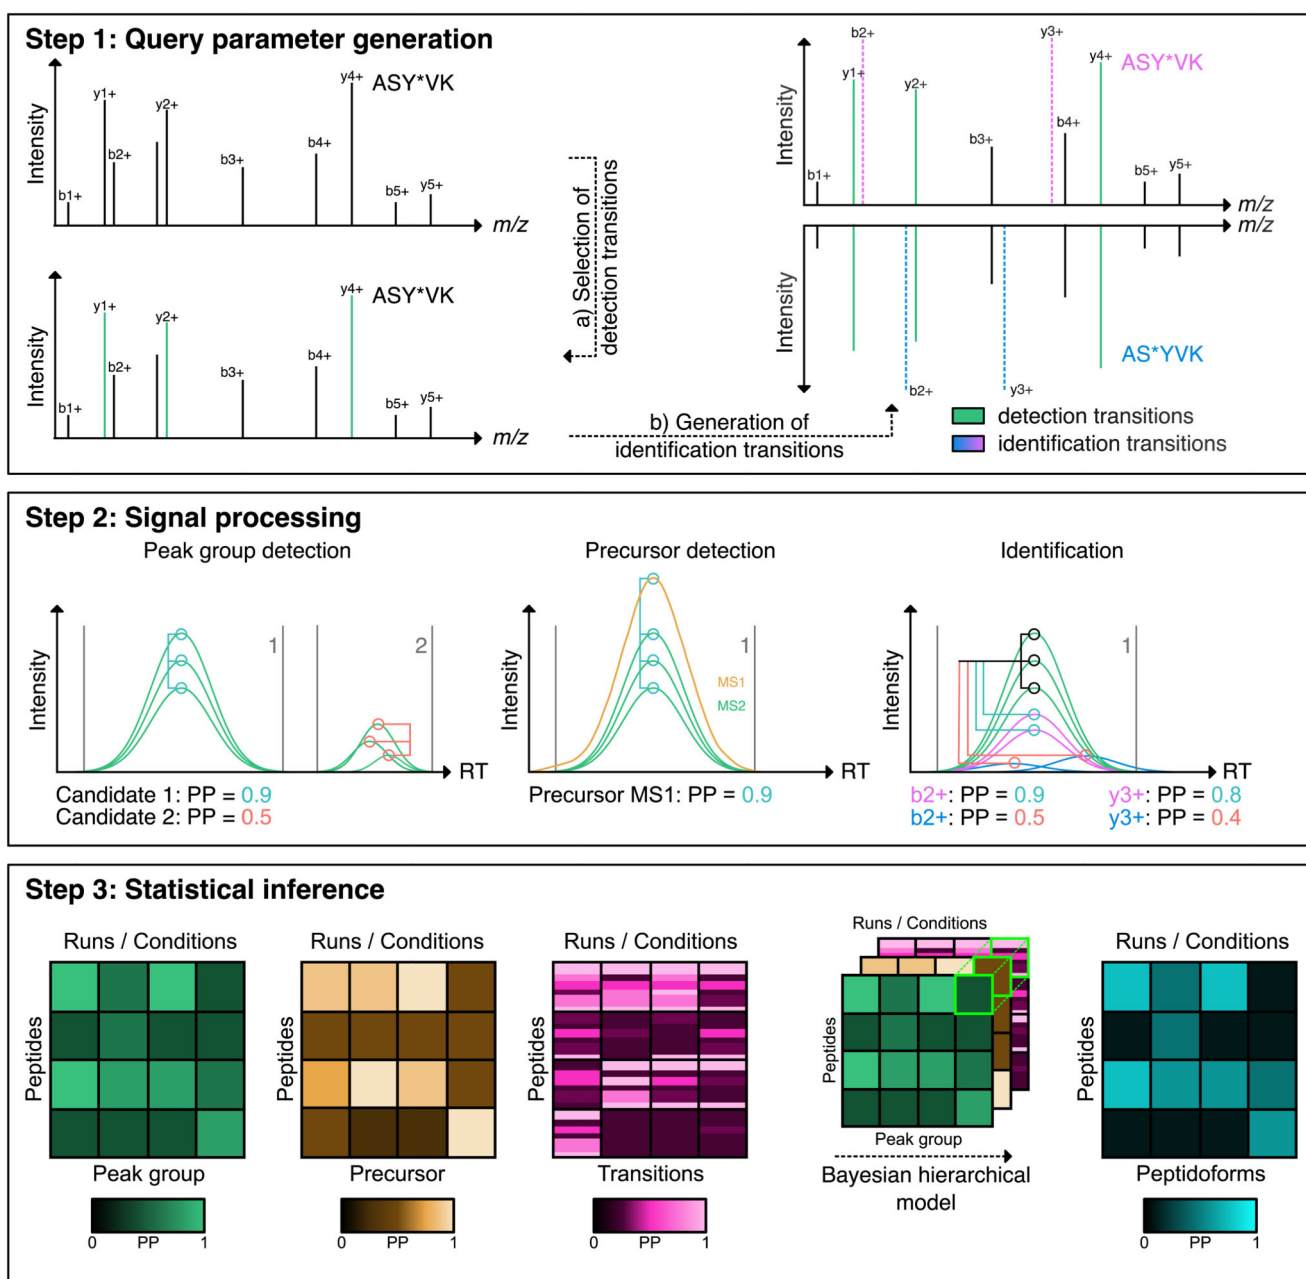 Step 1: Query parameter generation
Intensity
b1+
y1+
b2+
y2+
b3+
b4+
y4+
ASY*VK
b5+
y5+
m/z
a) Selection of
detection transitions
Intensity
b1+
y1+
b2+
y2+
b3+
b4+
y4+
ASY*VK
b5+
y5+
m/z
b) Generation of
identification transitions
Intensity
b1+
y1+
b2+
y2+
b3+
y3+
b4+
y4+
ASY*VK
b5+
y5+
m/z
m/z
Intensity
AS*YVK
b2+
y3+
detection transitions
identification transitions
Step 2: Signal processing
Peak group detection
Intensity
1
2
RT
Candidate 1: PP = 0.9
Candidate 2: PP = 0.5
Precursor detection
Intensity
1
MS1
MS2
RT
Precursor MS1: PP = 0.9
Identification
Intensity
1
RT
b2+: PP = 0.9 y3+: PP = 0.8
b2+: PP = 0.5 y3+: PP = 0.4
Step 3: Statistical inference
Runs / Conditions
Peptides
Peak group
0 PP 1
Runs / Conditions
Peptides
Precursor
0 PP 1
Runs / Conditions
Peptides
Transitions
0 PP 1
Runs / Conditions
Peptides
Peak group
Bayesian hierarchical
model
Runs / Conditions
Peptides
Peptidoforms
0 PP 1